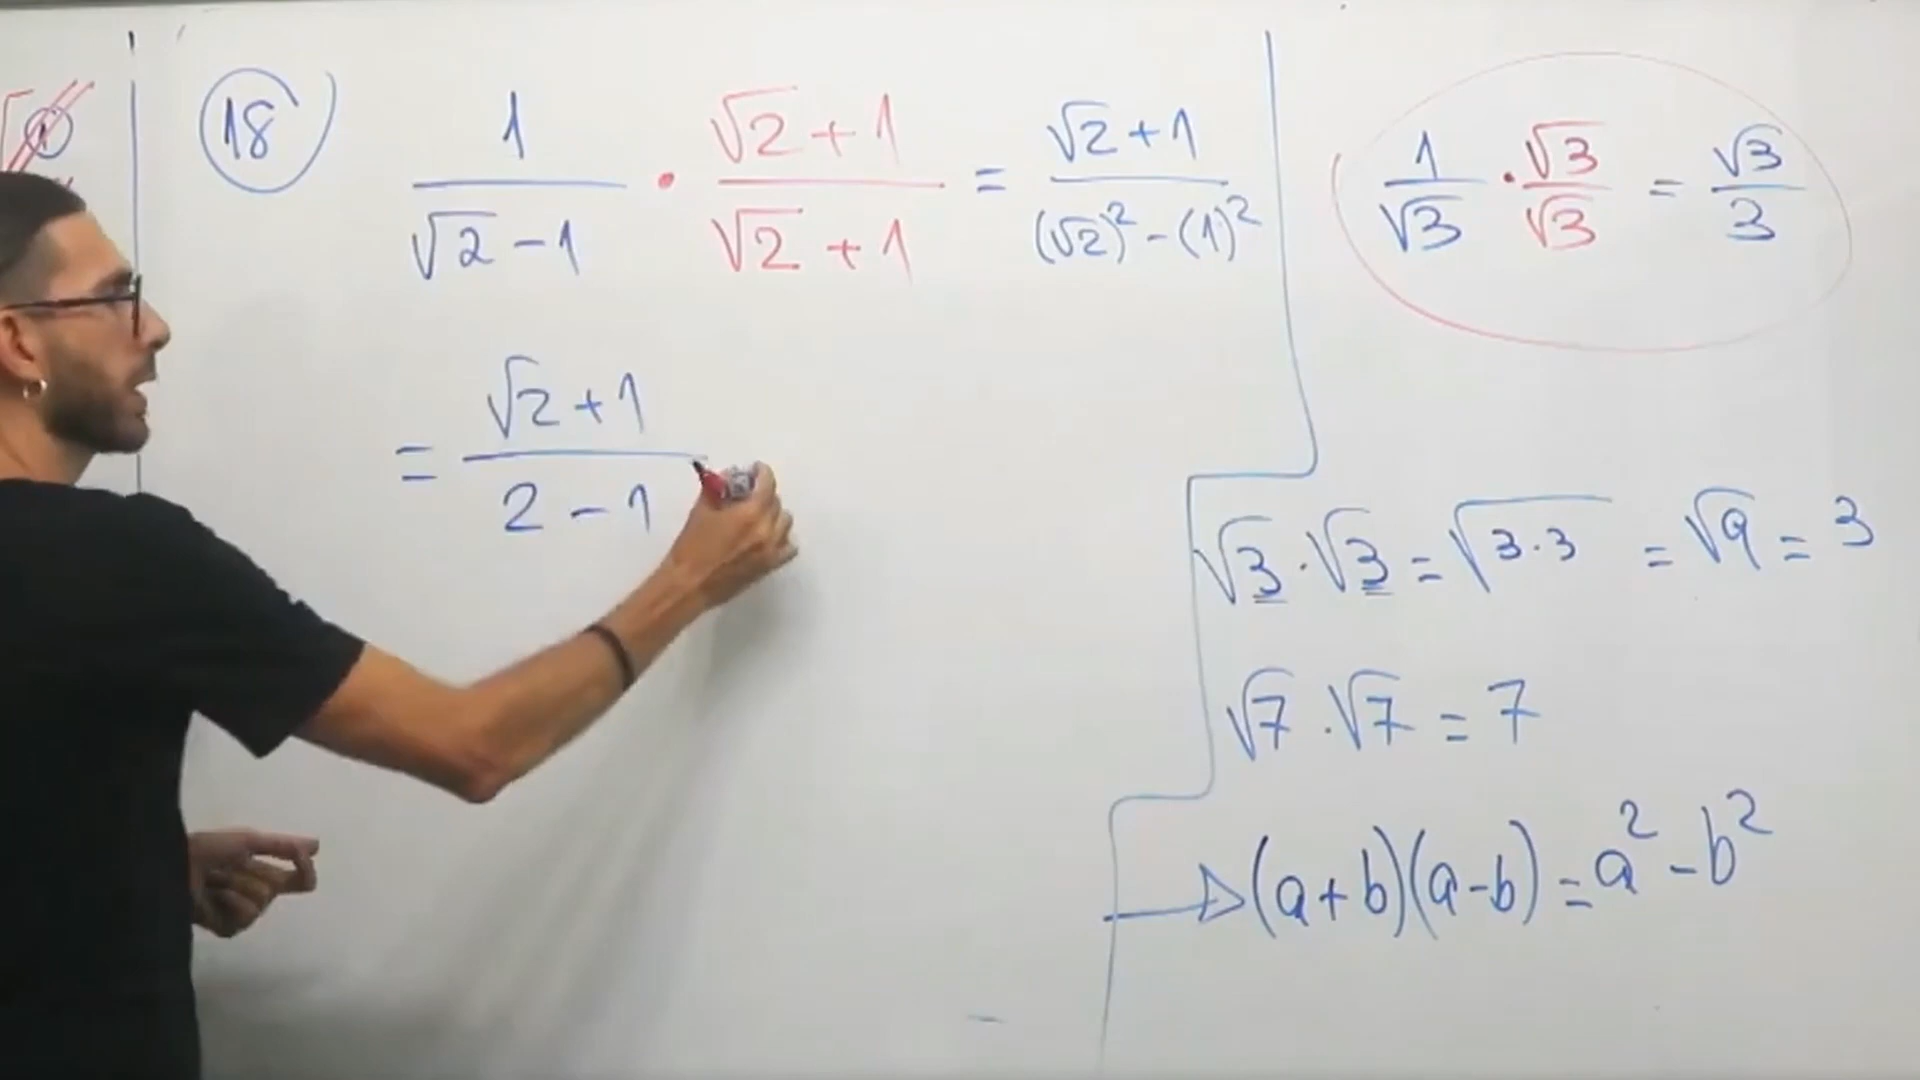 18
1/(√2 - 1) · (√2 + 1)/(√2 + 1) = (√2 + 1)/((√2)² - (1)²)
= (√2 + 1)/(2 - 1)
1/√3 · √3/√3 = √3/3
√3 · √3 = √(3·3) = √9 = 3
√7 · √7 = 7
(a+b)(a-b) = a² - b²